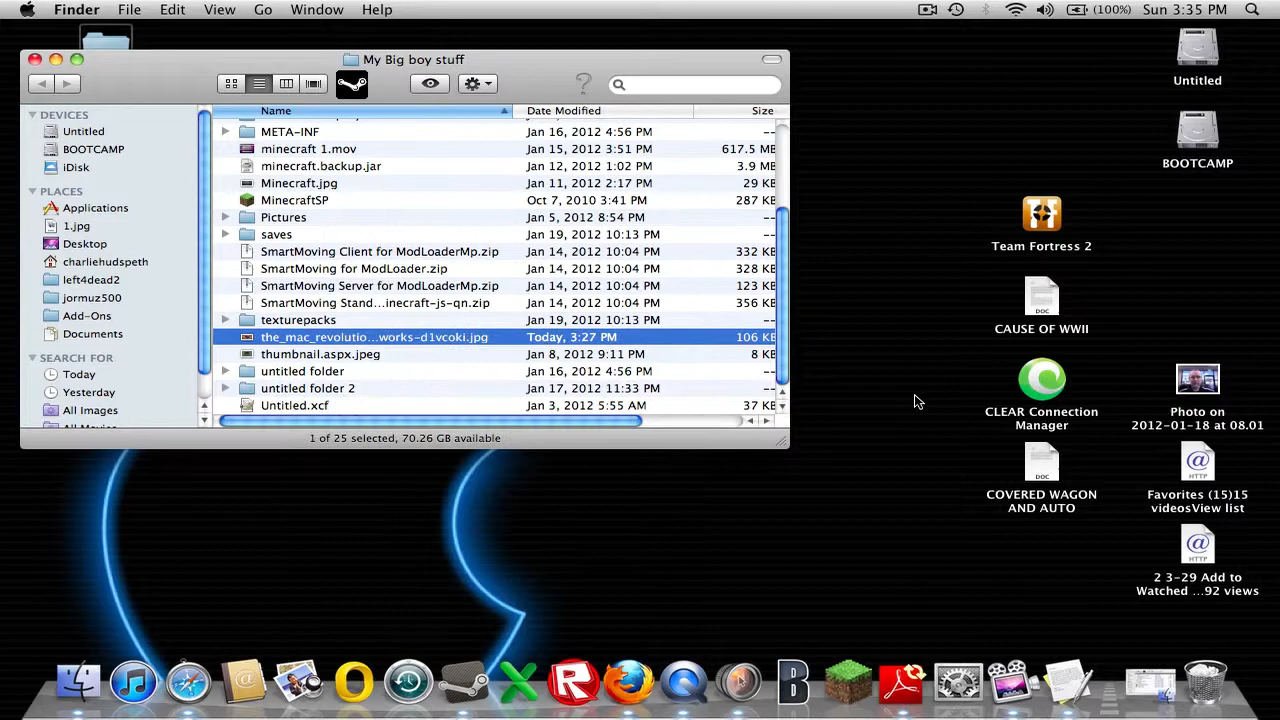 Finder File Edit View Go Window Help (100%) Sun 3:35 PM
My Big boy stuff
Name Date Modified Size
META-INF Jan 16, 2012 4:56 PM --
minecraft 1.mov Jan 15, 2012 3:51 PM 617.5 MB
minecraft.backup.jar Jan 12, 2012 1:02 PM 3.9 MB
Minecraft.jpg Jan 11, 2012 2:17 PM 29 KB
MinecraftSP Oct 7, 2010 3:41 PM 287 KB
Pictures Jan 5, 2012 8:54 PM --
saves Jan 19, 2012 10:13 PM --
SmartMoving Client for ModLoaderMp.zip Jan 14, 2012 10:04 PM 332 KB
SmartMoving for ModLoader.zip Jan 14, 2012 10:04 PM 328 KB
SmartMoving Server for ModLoaderMp.zip Jan 14, 2012 10:04 PM 123 KB
SmartMoving Stand...inecraft-js-qn.zip Jan 14, 2012 10:04 PM 356 KB
texturepacks Jan 19, 2012 10:13 PM --
the_mac_revolutio...works-d1vcoki.jpg Today, 3:27 PM 106 KB
thumbnail.aspx.jpeg Jan 8, 2012 9:11 PM 8 KB
untitled folder Jan 16, 2012 4:56 PM --
untitled folder 2 Jan 17, 2012 11:33 PM --
Untitled.xcf Jan 3, 2012 5:55 AM 37 KB
1 of 25 selected, 70.26 GB available
DEVICES
Untitled
BOOTCAMP
iDisk
PLACES
Applications
1.jpg
Desktop
charliehudspeth
left4dead2
jormuz500
Add-Ons
Documents
SEARCH FOR
Today
Yesterday
All Images
Untitled
BOOTCAMP
Team Fortress 2
DOC
CAUSE OF WWII
CLEAR Connection
Manager
Photo on
2012-01-18 at 08.01
DOC
COVERED WAGON
AND AUTO
HTTP
Favorites (15)15
videosView list
HTTP
2 3-29 Add to
Watched ...92 views